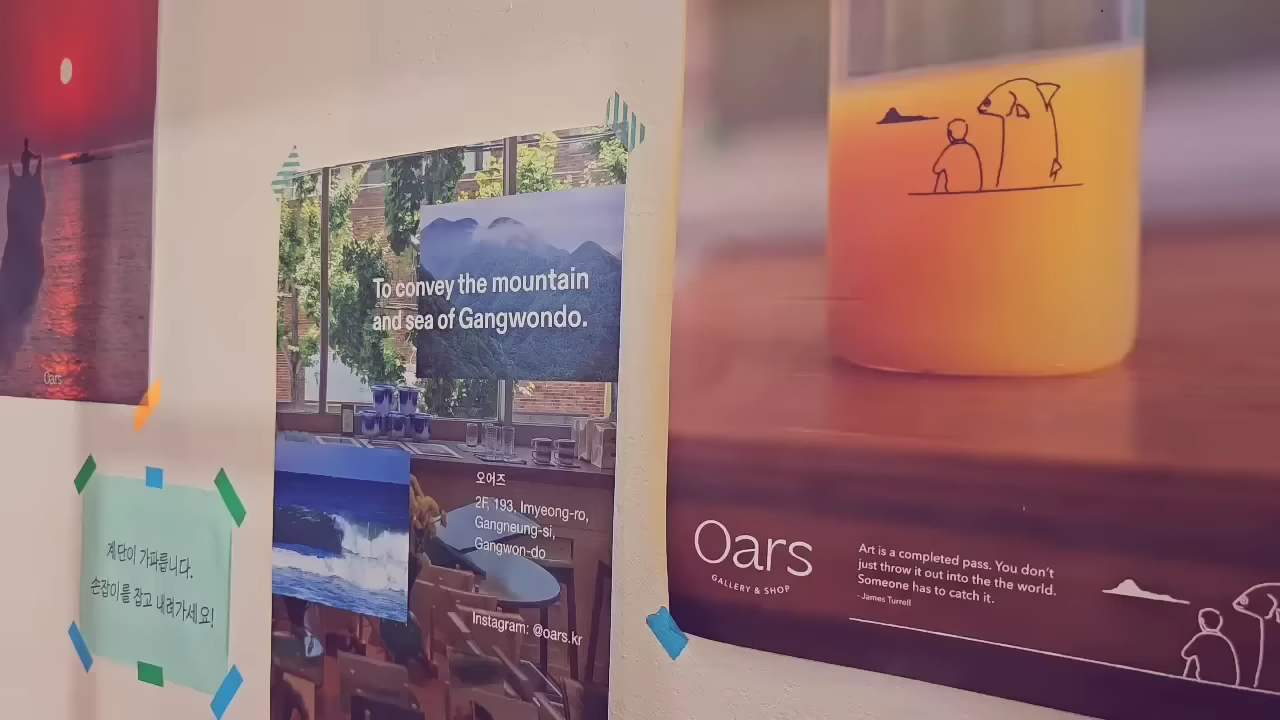 Oars
계단이 가파릅니다.
손잡이를 잡고 내려가세요!
To convey the mountain
and sea of Gangwondo.
오어즈
2F, 193, Imyeong-ro,
Gangneung-si,
Gangwon-do
Instagram: @oars.kr
Oars
GALLERY & SHOP
Art is a completed pass. You don't
just throw it out into the the world.
Someone has to catch it.
- James Turrell